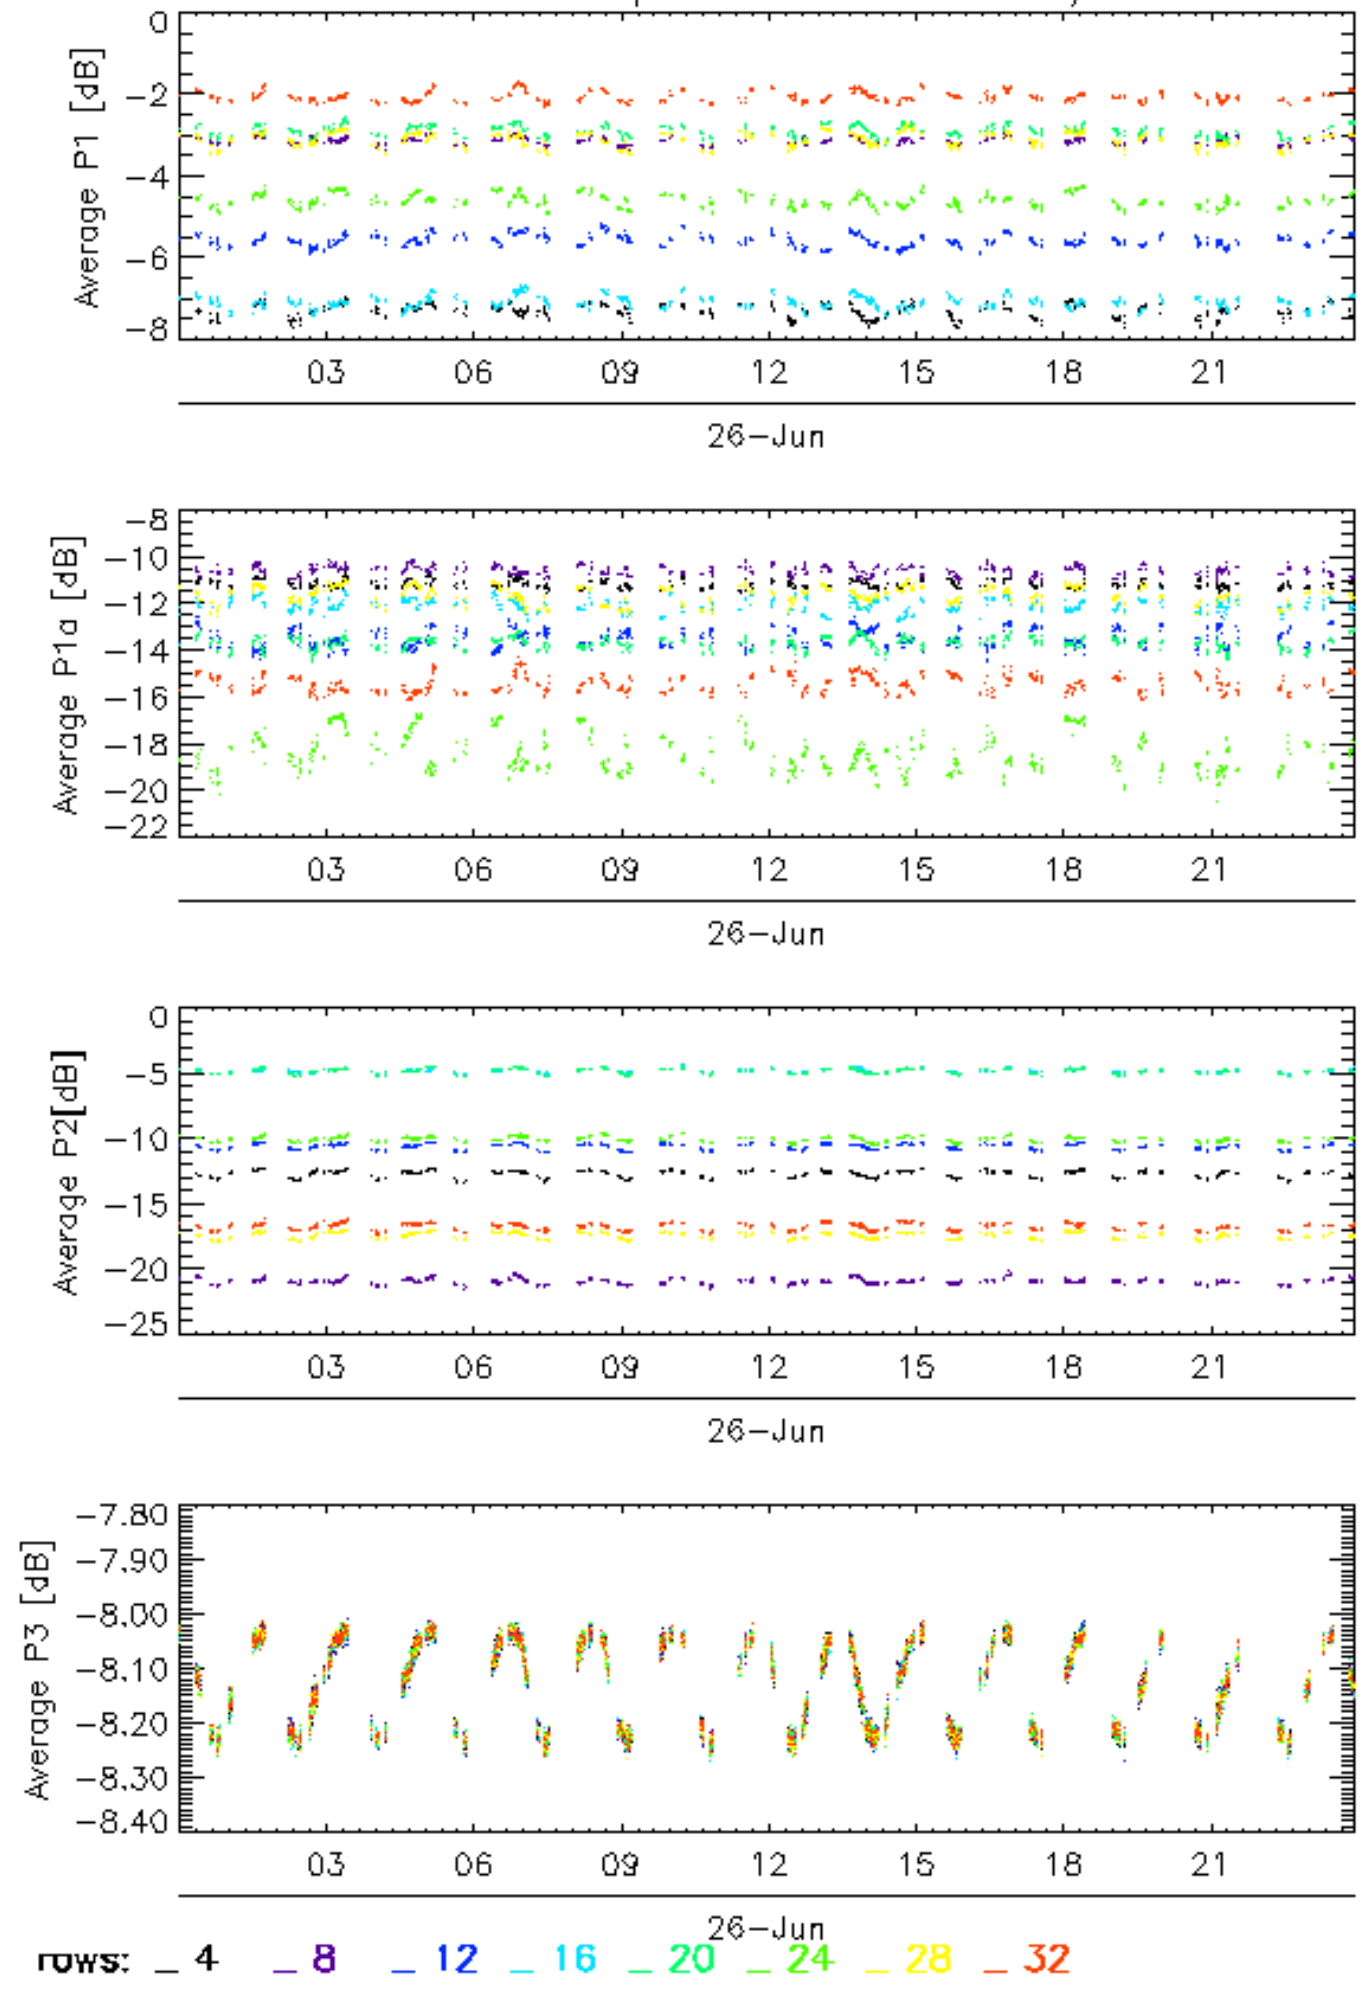 0
-2
-4
-6
-8
Average P1 [dB]
03 06 09 12 15 18 21
26-Jun
-8
-10
-12
-14
-16
-18
-20
-22
Average P1a [dB]
03 06 09 12 15 18 21
26-Jun
0
-5
-10
-15
-20
-25
Average P2[dB]
03 06 09 12 15 18 21
26-Jun
-7.80
-7.90
-8.00
-8.10
-8.20
-8.30
-8.40
Average P3 [dB]
03 06 09 12 15 18 21
26-Jun
rows: _ 4 _ 8 _ 12 _ 16 _ 20 _ 24 _ 28 _ 32